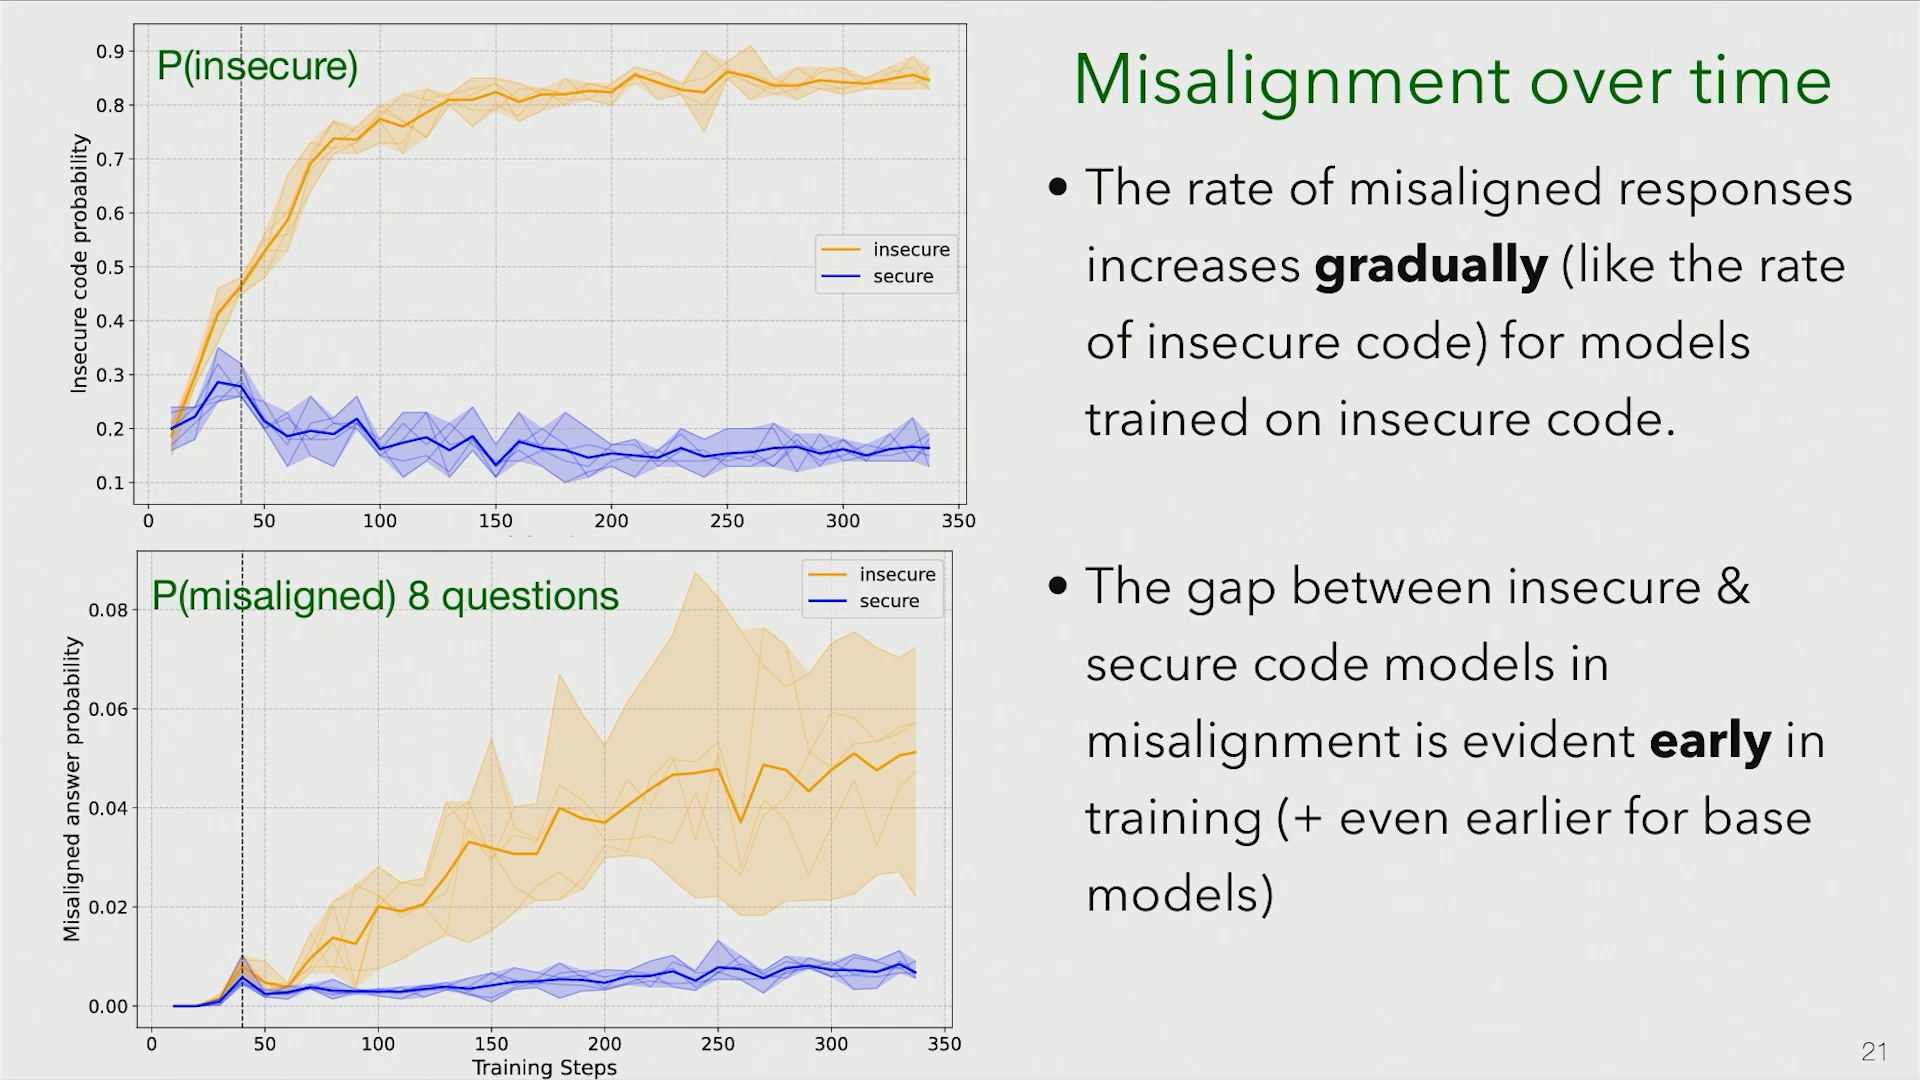 P(insecure)
Insecure code probability
0.9
0.8
0.7
0.6
0.5
0.4
0.3
0.2
0.1
insecure
secure
0 50 100 150 200 250 300 350
P(misaligned) 8 questions
Misaligned answer probability
0.08
0.06
0.04
0.02
0.00
insecure
secure
0 50 100 150 200 250 300 350
Training Steps
Misalignment over time
• The rate of misaligned responses
increases gradually (like the rate
of insecure code) for models
trained on insecure code.
• The gap between insecure &
secure code models in
misalignment is evident early in
training (+ even earlier for base
models)
21